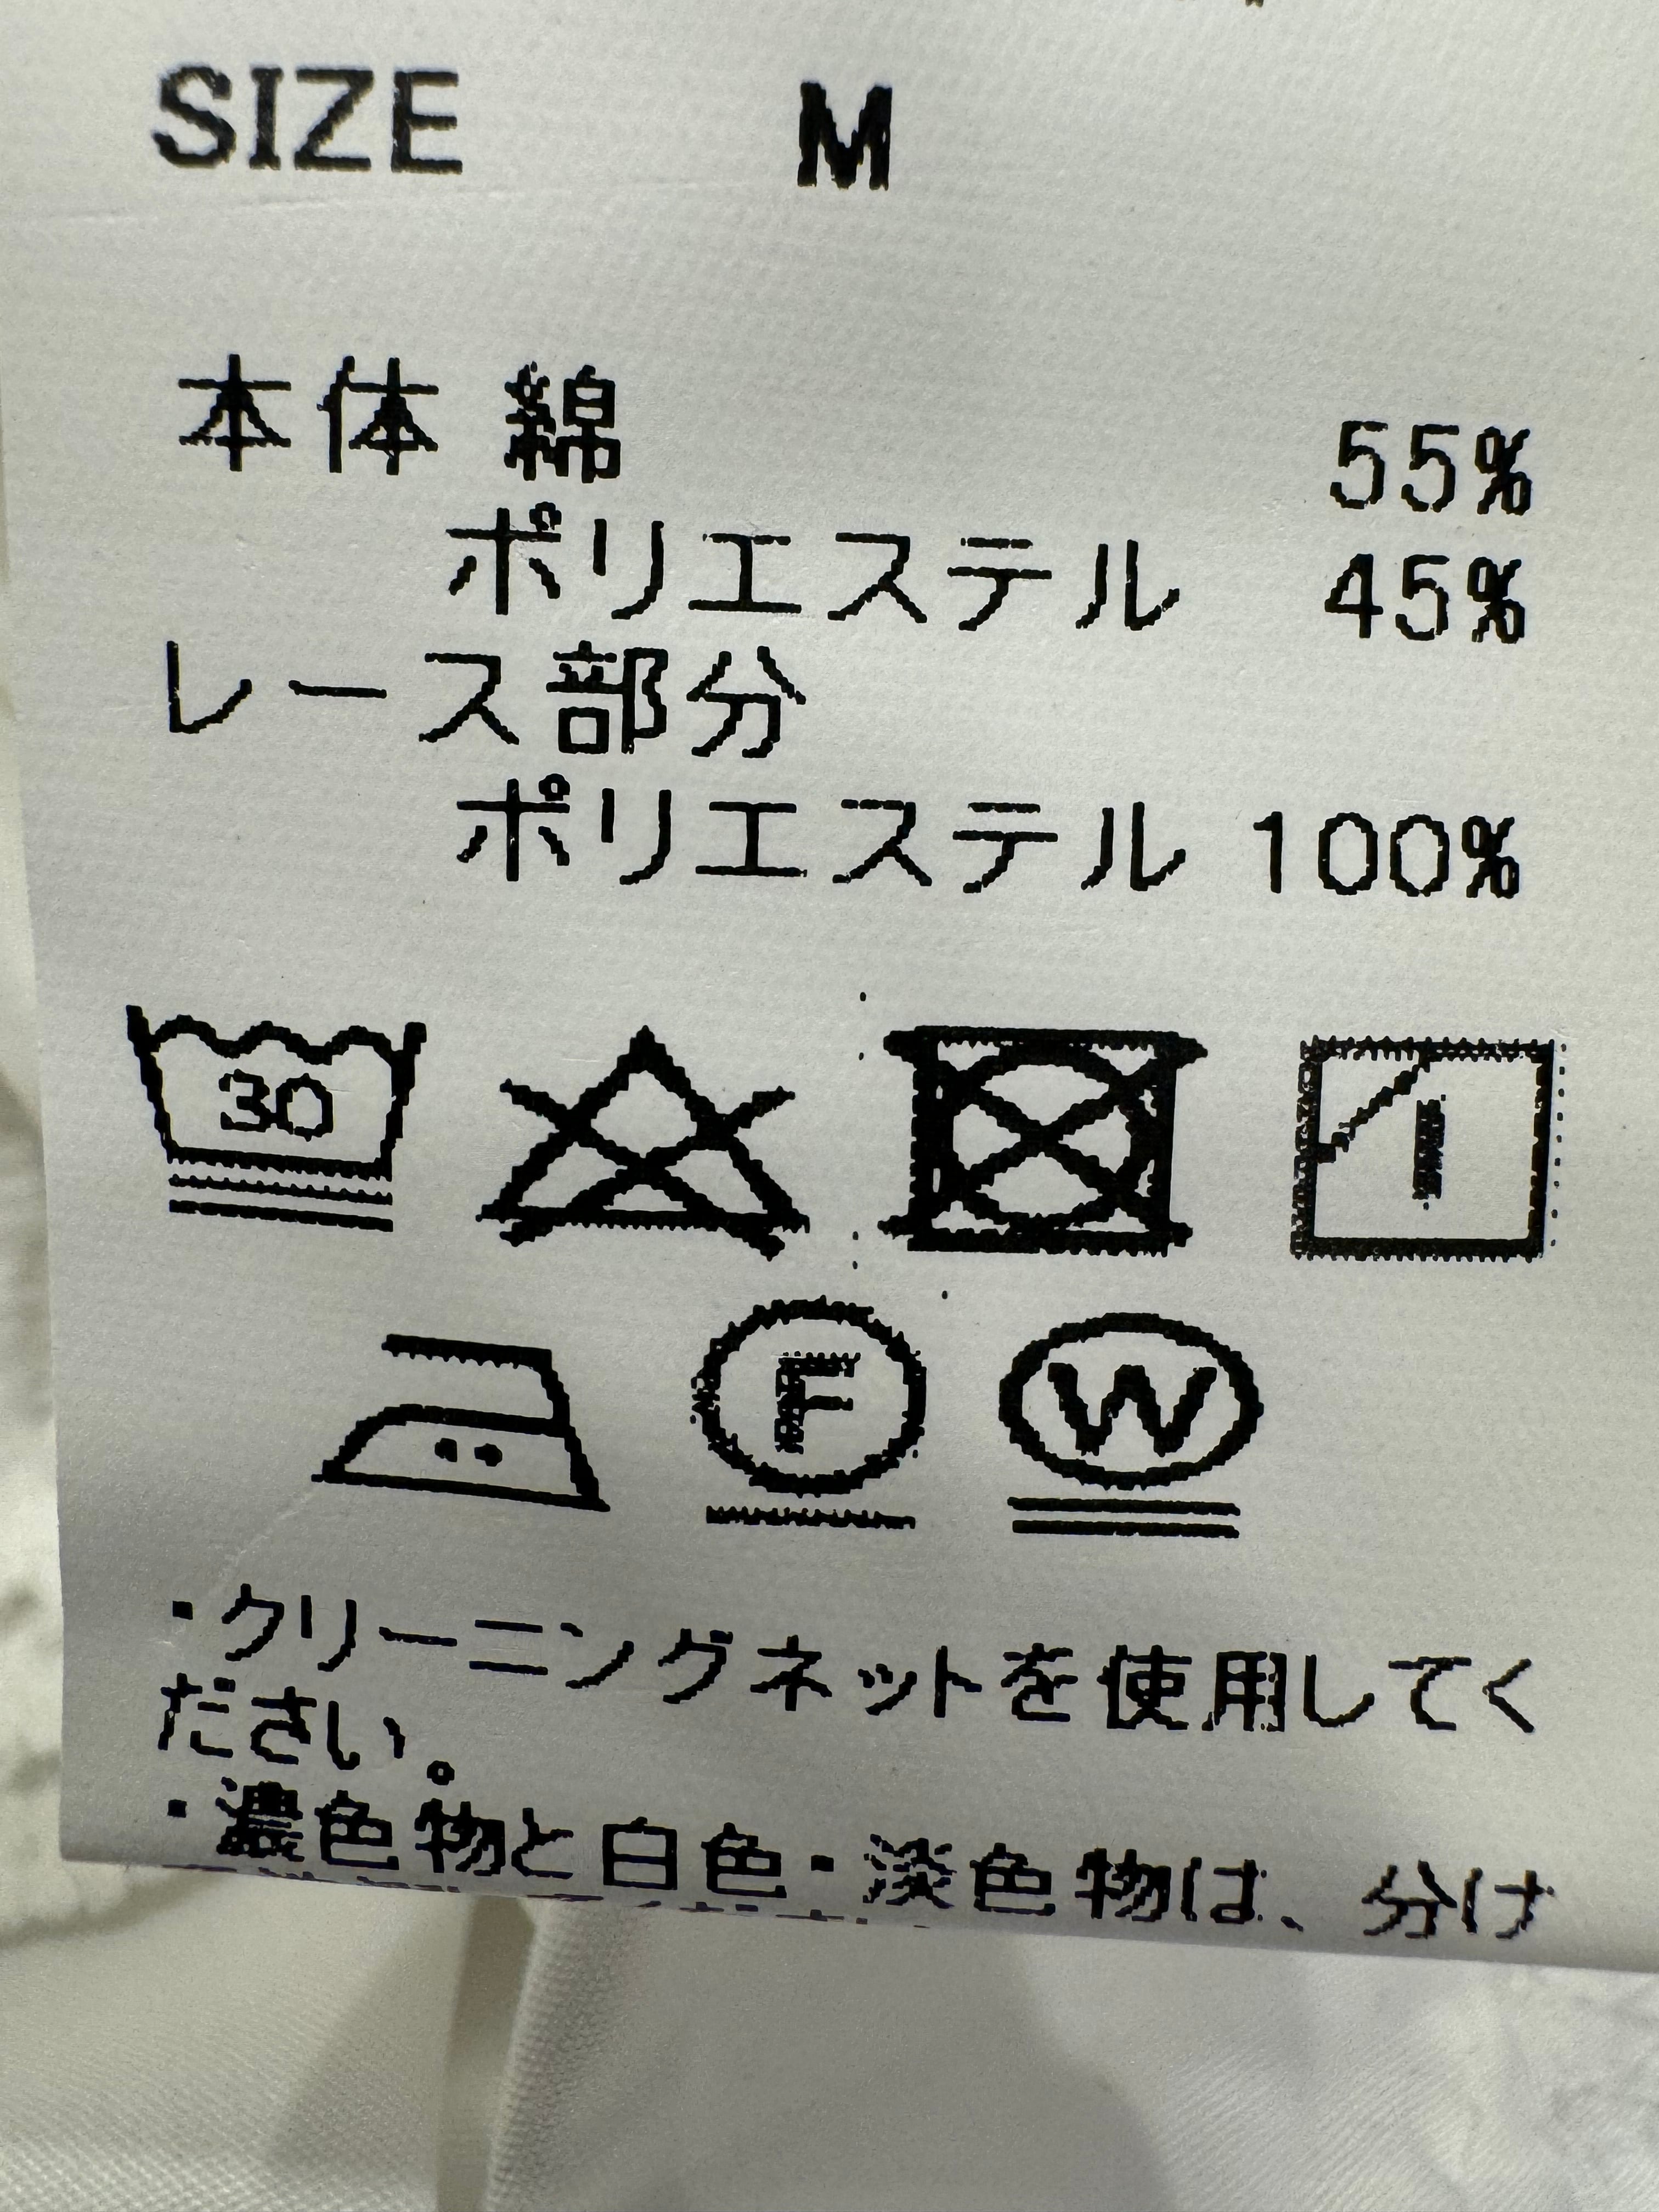 SIZE M
本体 綿 55%
ポリエステル 45%
レース部分
ポリエステル 100%
30
F W
・クリーニングネットを使用してく
ださい。
・濃色物と白色・淡色物は、分け